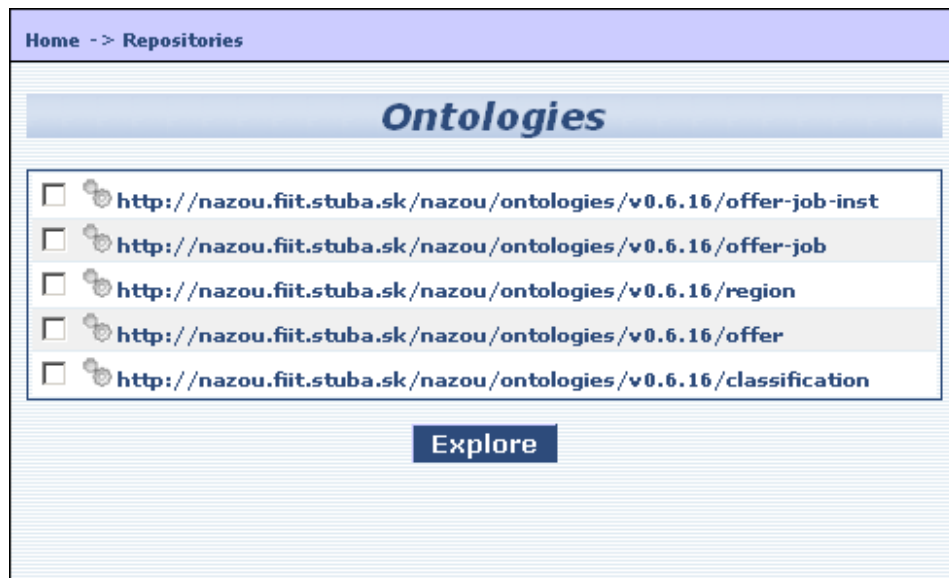 Home -> Repositories
Ontologies
http://nazou.fiit.stuba.sk/nazou/ontologies/v0.6.16/offer-job-inst
http://nazou.fiit.stuba.sk/nazou/ontologies/v0.6.16/offer-job
http://nazou.fiit.stuba.sk/nazou/ontologies/v0.6.16/region
http://nazou.fiit.stuba.sk/nazou/ontologies/v0.6.16/offer
http://nazou.fiit.stuba.sk/nazou/ontologies/v0.6.16/classification
Explore